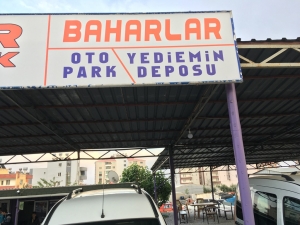 BAHARLAR
OTO YEDİEMİN
PARK DEPOSU